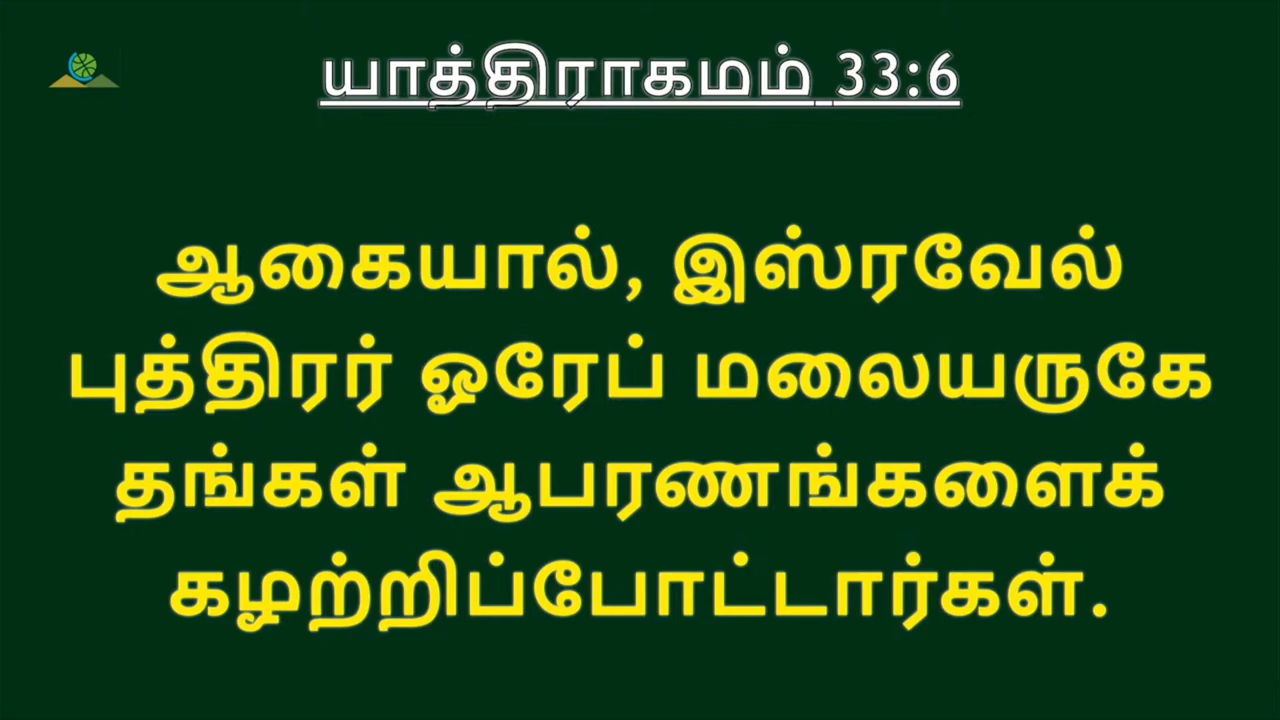 யாத்திராகமம் 33:6
ஆகையால், இஸ்ரவேல்
புத்திரர் ஓரேப் மலையருகே
தங்கள் ஆபரணங்களைக்
கழற்றிப்போட்டார்கள்.